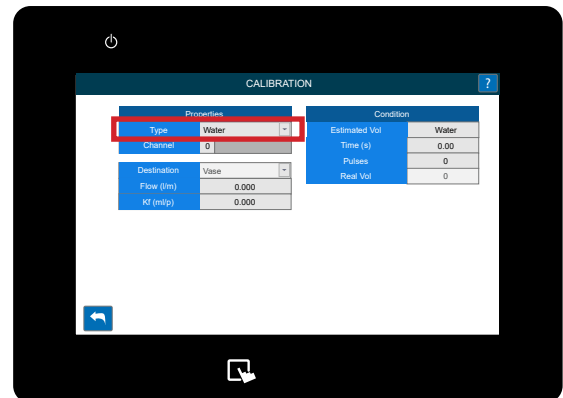 CALIBRATION
?
Properties
Type Water
Channel 0
Destination Vase
Flow (l/m) 0.000
Kf (ml/p) 0.000
Condition
Estimated Vol Water
Time (s) 0.00
Pulses 0
Real Vol 0